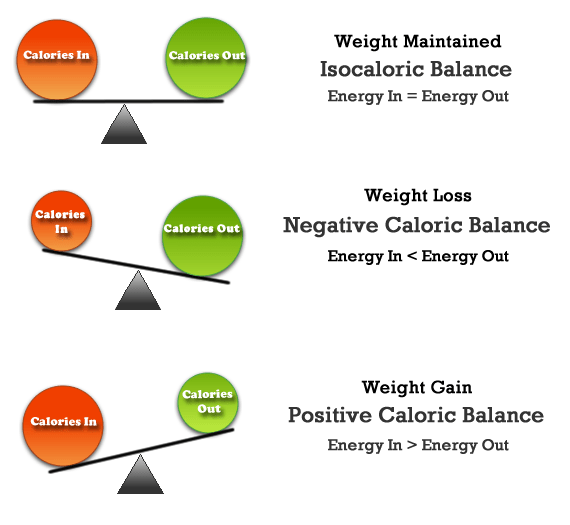 Calories In
Calories Out
Weight Maintained
Isocaloric Balance
Energy In = Energy Out
Calories
In
Calories Out
Weight Loss
Negative Caloric Balance
Energy In < Energy Out
Calories In
Calories
Out
Weight Gain
Positive Caloric Balance
Energy In > Energy Out